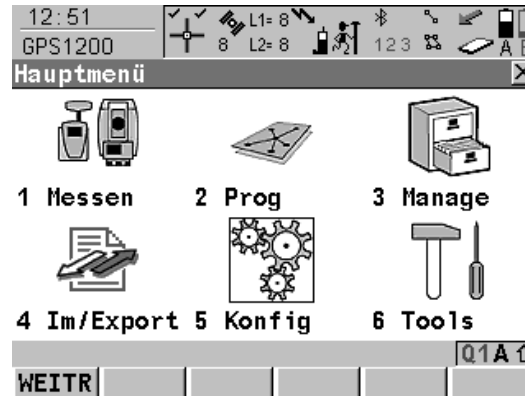 12:51
GPS1200
L1= 8
8 L2= 8
123
A
Hauptmenü
1 Messen 2 Prog 3 Manage
4 Im/Export 5 Konfig 6 Tools
Q1A
WEITR